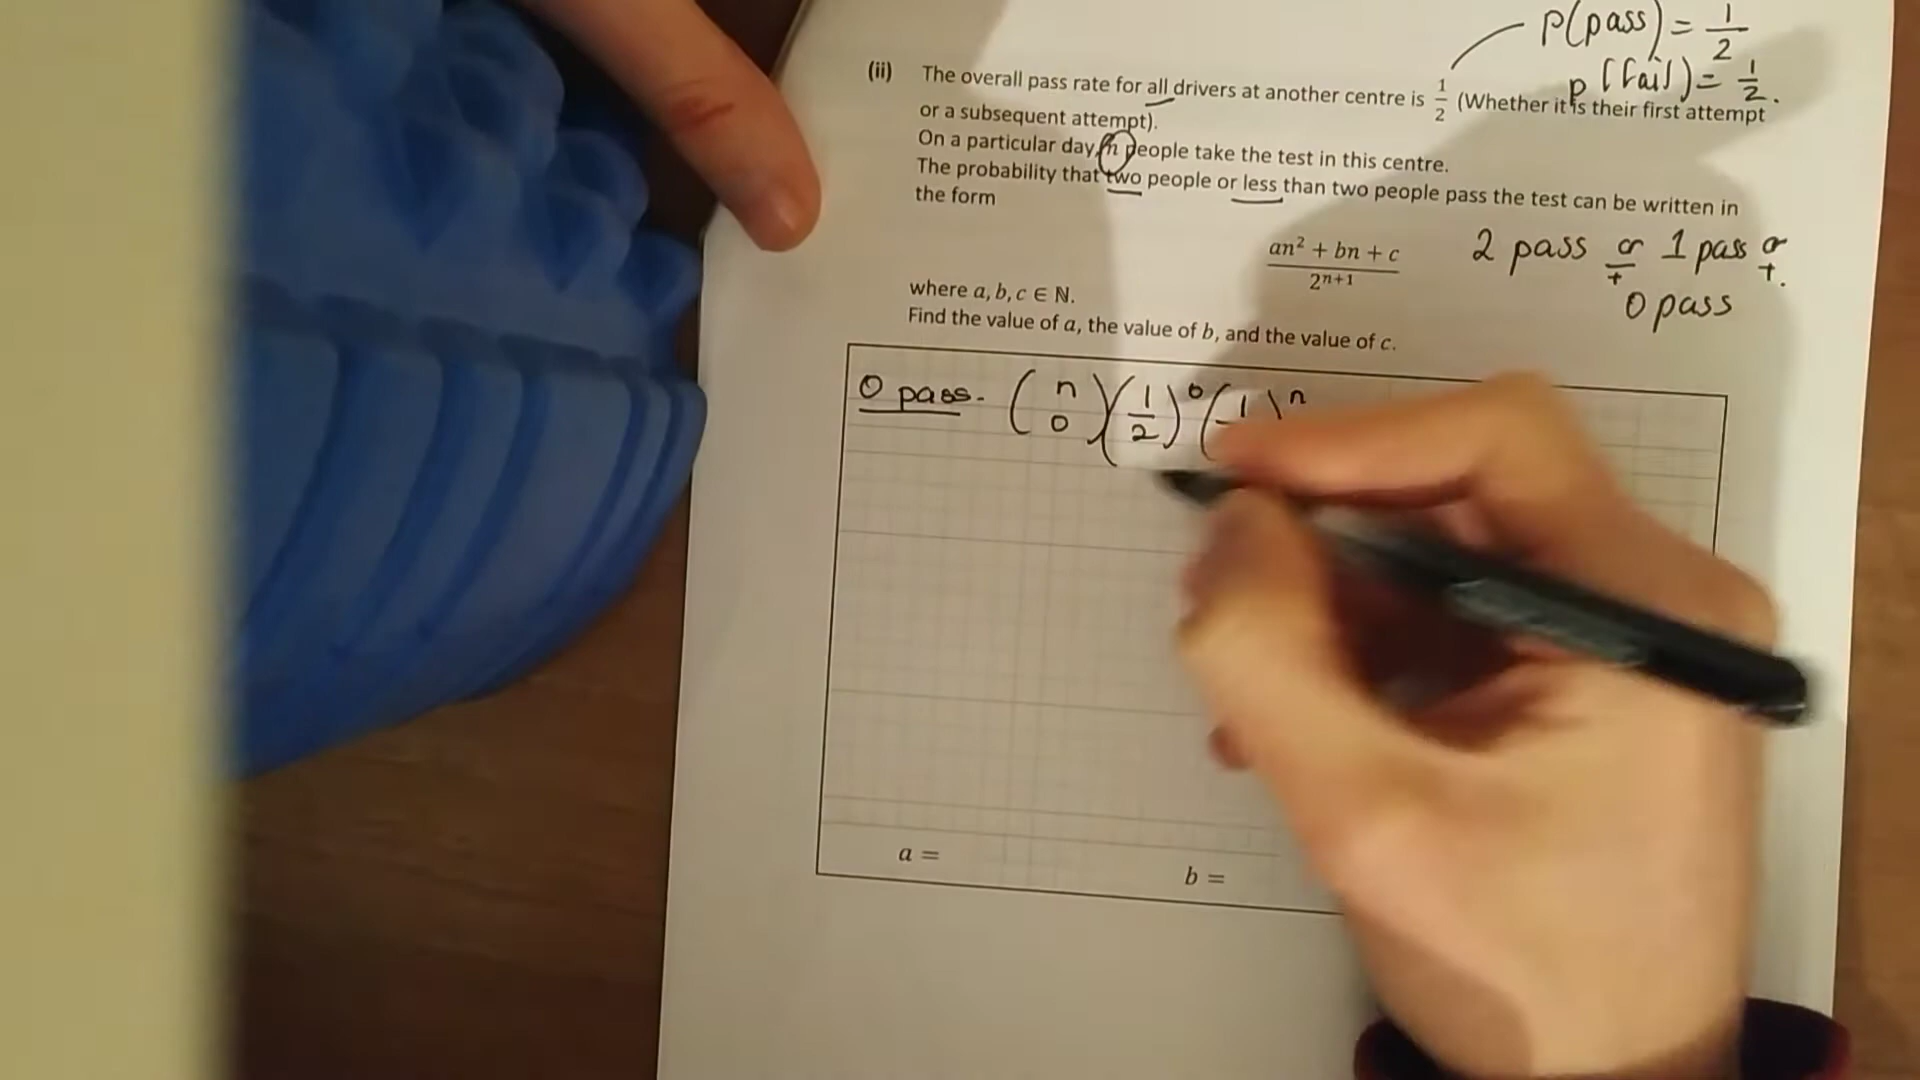 P(pass) = 1/2
P(fail) = 1/2.
(ii) The overall pass rate for all drivers at another centre is 1/2 (Whether it is their first attempt
or a subsequent attempt).
On a particular day, n people take the test in this centre.
The probability that two people or less than two people pass the test can be written in
the form
an² + bn + c / 2ⁿ⁺¹
2 pass or 1 pass or
+ +.
0 pass
where a, b, c ∈ ℕ.
Find the value of a, the value of b, and the value of c.
0 pass. (n 0)(1/2)⁰(1 )ⁿ
a =
b =